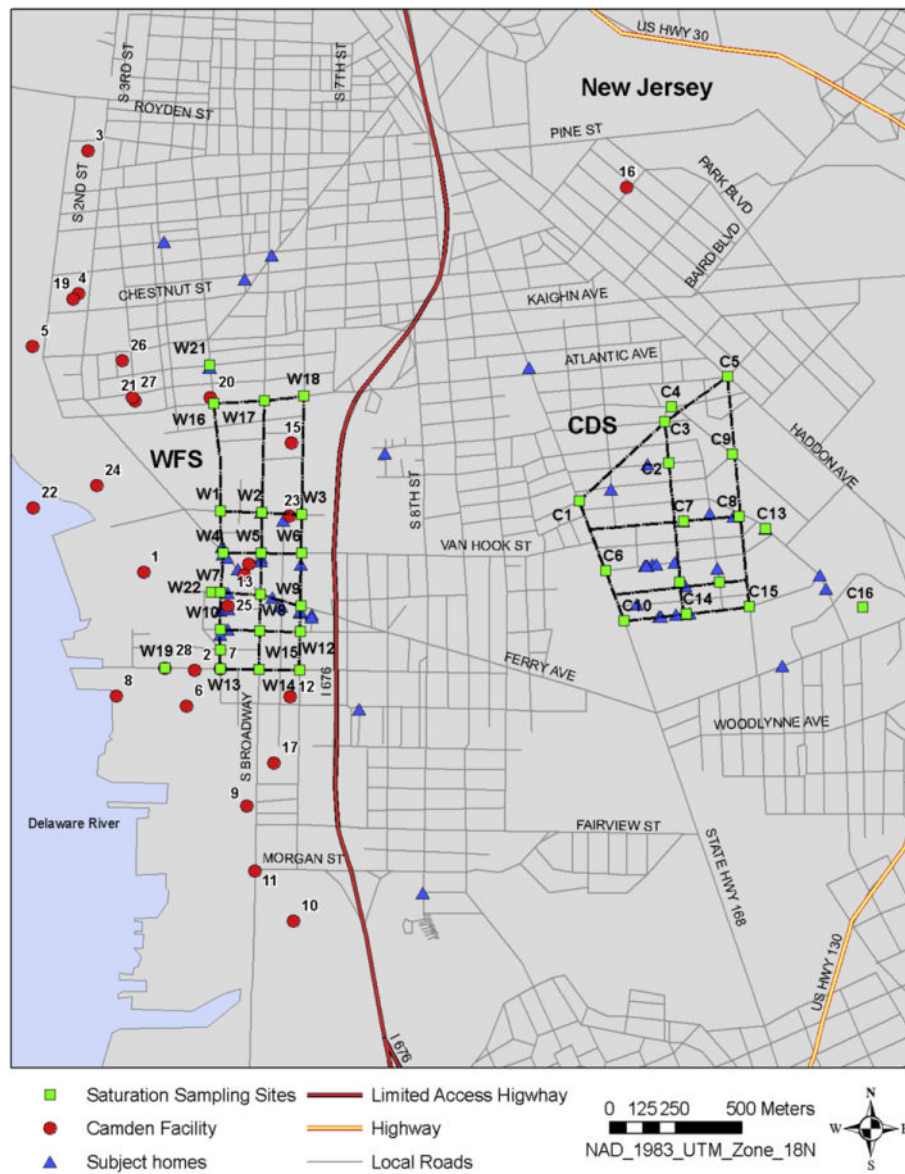 US HWY 30
S 3RD ST
S 7TH ST
New Jersey
ROYDEN ST
PINE ST
3
16
PARK BLVD
S 2ND ST
BAIRD BLVD
19
4
CHESTNUT ST
KAIGHN AVE
5
26
W21
ATLANTIC AVE
C5
21
27
20
W18
C4
W16
W17
C3
15
CDS
HADDON AVE
WFS
C9
24
C2
S 8TH ST
22
W1
W2
23
W3
C1
C7
C8
C13
W4
W5
W6
VAN HOOK ST
1
13
C6
W7
W22
W9
25
W8
C10
C14
C15
C16
W10
W19
28
2
7
W15
W12
FERRY AVE
W13
W14
12
I 676
8
6
WOODLYNNE AVE
S BROADWAY
17
9
Delaware River
FAIRVIEW ST
MORGAN ST
11
STATE HWY 168
10
US HWY 130
I 676
Saturation Sampling Sites
Limited Access Higwhay
0 125 250 500 Meters
Camden Facility
Highway
NAD_1983_UTM_Zone_18N
Subject homes
Local Roads
N
W
E
S